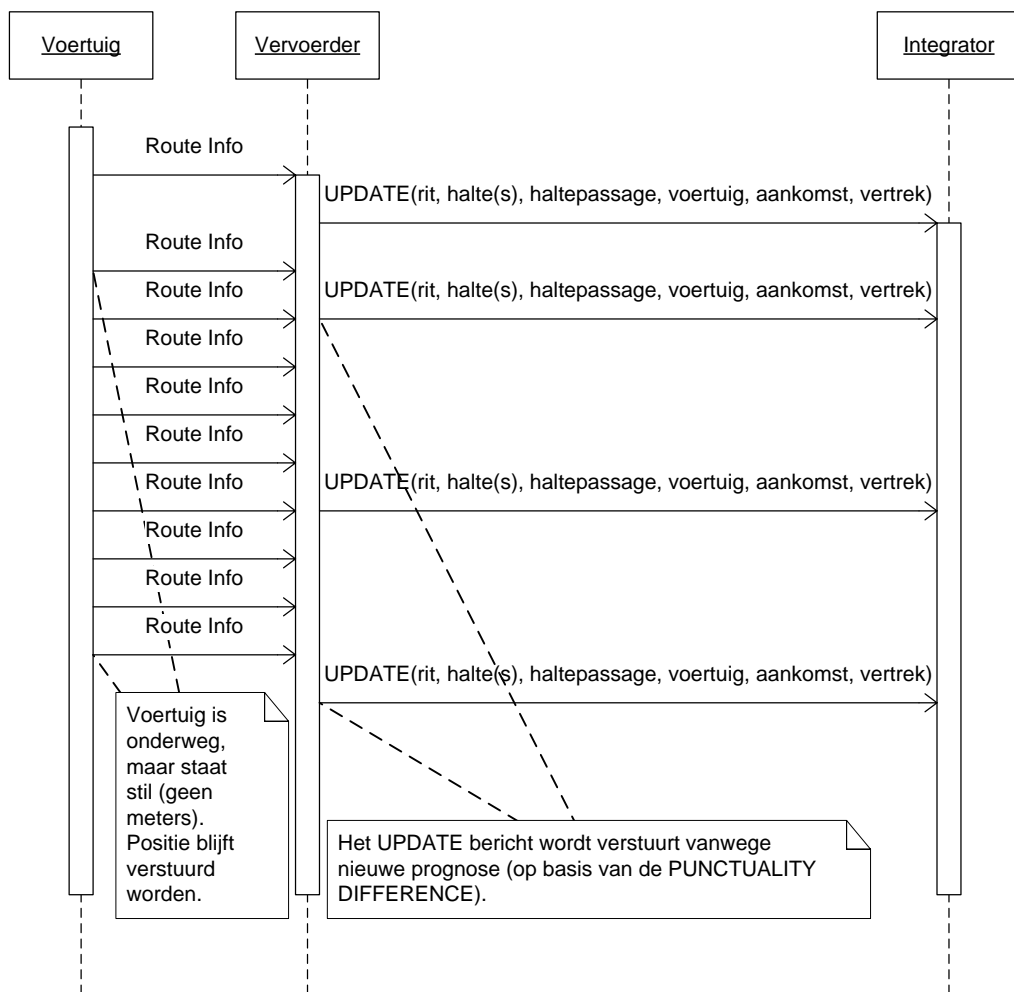 Voertuig
Vervoerder
Integrator
Route Info
UPDATE(rit, halte(s), haltepassage, voertuig, aankomst, vertrek)
Route Info
Route Info
UPDATE(rit, halte(s), haltepassage, voertuig, aankomst, vertrek)
Route Info
Route Info
Route Info
Route Info
UPDATE(rit, halte(s), haltepassage, voertuig, aankomst, vertrek)
Route Info
Route Info
Route Info
UPDATE(rit, halte(s), haltepassage, voertuig, aankomst, vertrek)
Voertuig is
onderweg,
maar staat
stil (geen
meters).
Positie blijft
verstuurd
worden.
Het UPDATE bericht wordt verstuurt vanwege
nieuwe prognose (op basis van de PUNCTUALITY
DIFFERENCE).